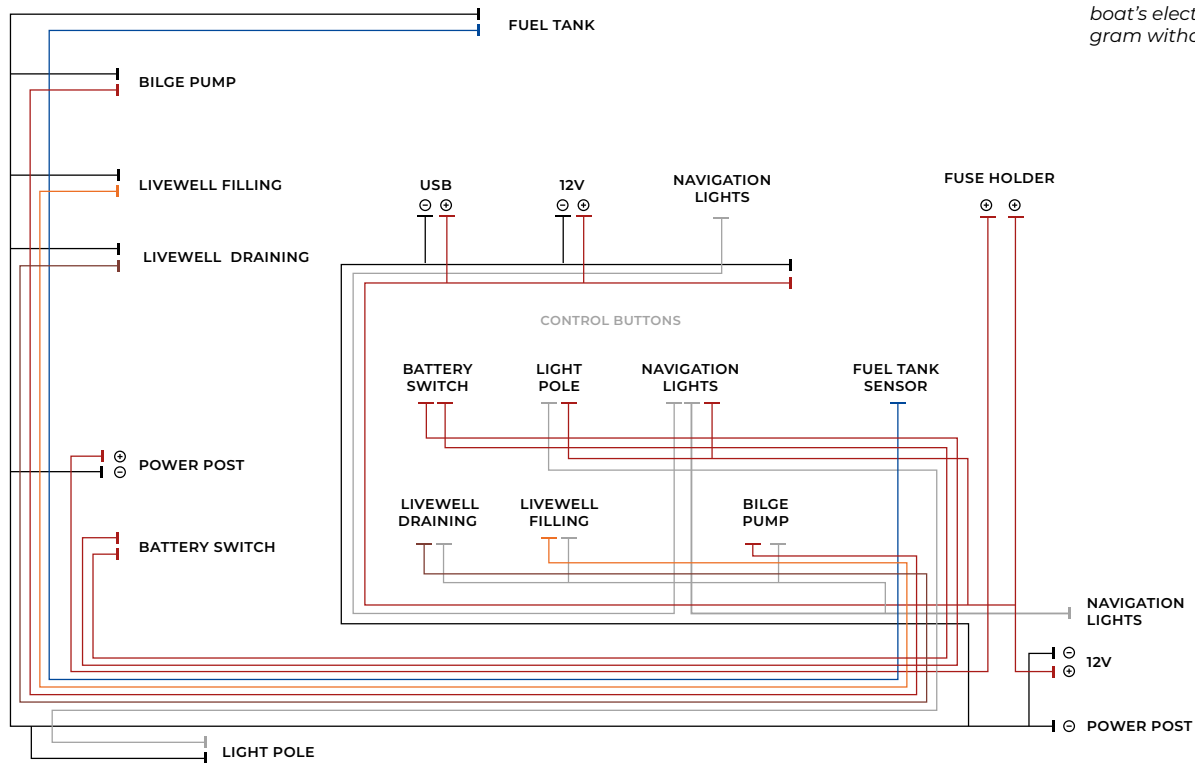 boat's elect
gram witho
FUEL TANK
BILGE PUMP
LIVEWELL FILLING
LIVEWELL DRAINING
USB
⊖ ⊕
12V
⊖ ⊕
NAVIGATION
LIGHTS
FUSE HOLDER
⊕ ⊕
CONTROL BUTTONS
BATTERY
SWITCH
LIGHT
POLE
NAVIGATION
LIGHTS
FUEL TANK
SENSOR
⊕
⊖
POWER POST
BATTERY SWITCH
LIVEWELL
DRAINING
LIVEWELL
FILLING
BILGE
PUMP
NAVIGATION
LIGHTS
⊖
⊕
12V
⊖ POWER POST
LIGHT POLE